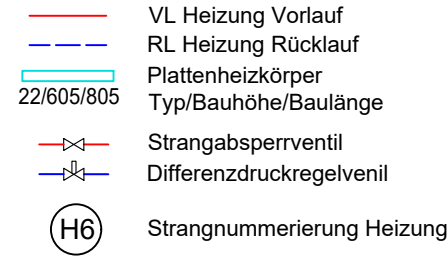 VL Heizung Vorlauf
RL Heizung Rücklauf
Plattenheizkörper
22/605/805 Typ/Bauhöhe/Baulänge
Strangabsperrventil
Differenzdruckregelvenil
H6 Strangnummerierung Heizung